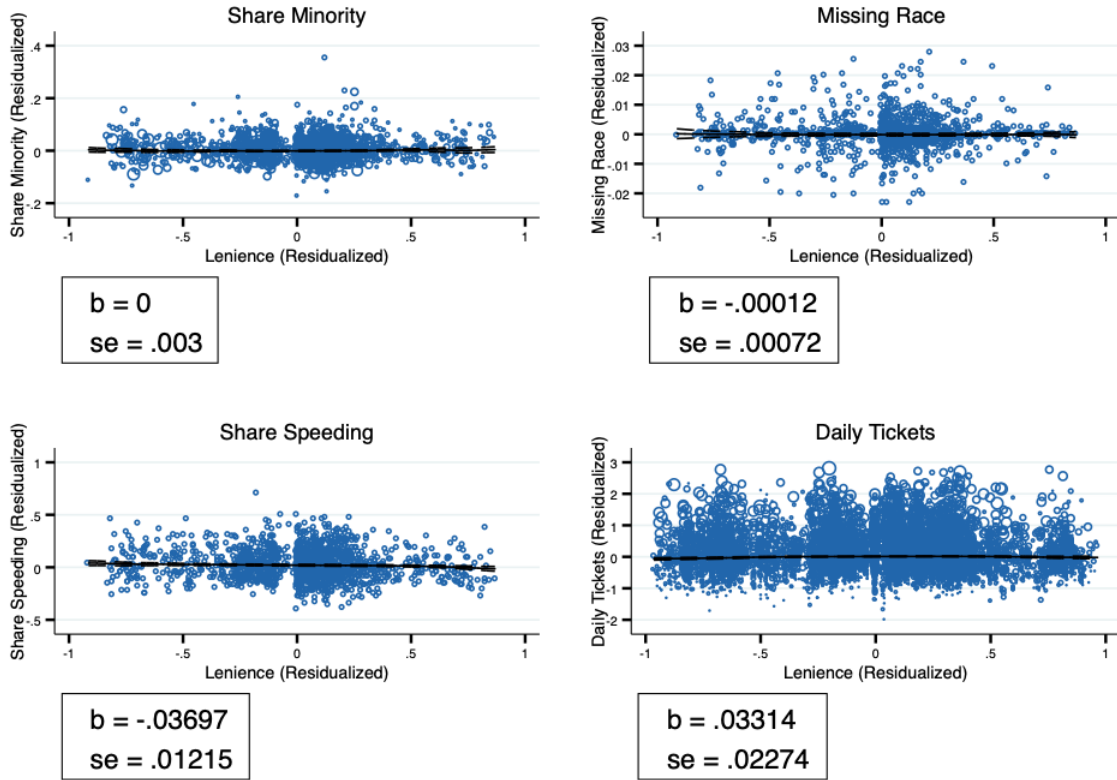 Share Minority
Share Minority (Residualized)
.4
.2
0
-.2
-1
-.5
0
.5
1
Lenience (Residualized)
b = 0
se = .003
Missing Race
Missing Race (Residualized)
.03
.02
.01
0
-.01
-.02
-1
-.5
0
.5
1
Lenience (Residualized)
b = -.00012
se = .00072
Share Speeding
Share Speeding (Residualized)
1
.5
0
-.5
-1
-.5
0
.5
1
Lenience (Residualized)
b = -.03697
se = .01215
Daily Tickets
Daily Tickets (Residualized)
3
2
1
0
-1
-2
-1
-.5
0
.5
1
Lenience (Residualized)
b = .03314
se = .02274